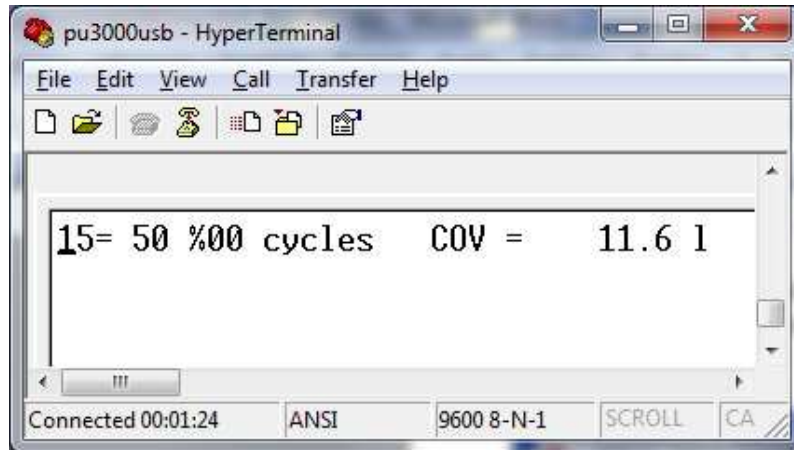 pu3000usb - HyperTerminal
File Edit View Call Transfer Help
15= 50 %00 cycles COV = 11.6 l
Connected 00:01:24 ANSI 9600 8-N-1 SCROLL CA